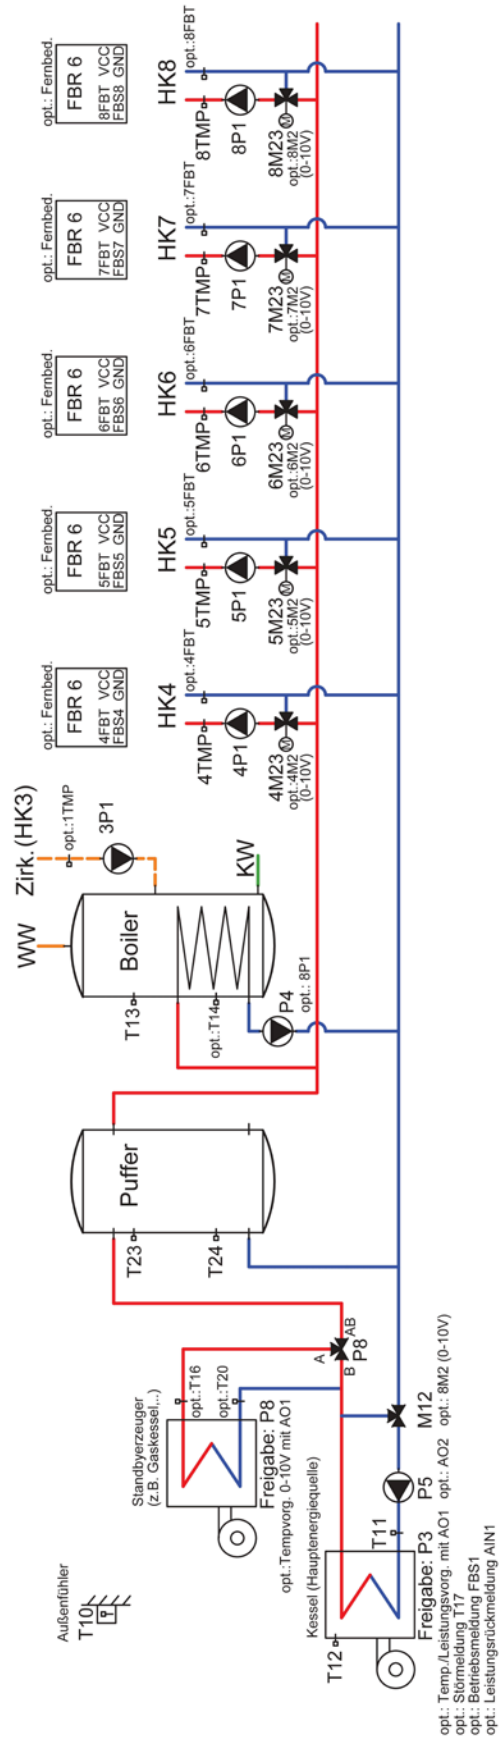 Außenfühler
T10
Standbyerzeuger
(z.B. Gaskessel,..)
opt.:T16
opt.:T20
Freigabe: P8
opt.:Tempvorg. 0-10V mit AO1
Kessel (Hauptenergiequelle)
T12
T11
Freigabe: P3
opt.: Temp./Leistungsvorg. mit AO1
opt.: Störmeldung T17
opt.: Betriebsmeldung FBS1
opt.: Leistungsrückmeldung AIN1
P5
opt.: AO2
M12
opt.: 8M2 (0-10V)
A
AB
B
P8
Puffer
T23
T24
WW
Zirk. (HK3)
opt.:1TMP
3P1
Boiler
T13
opt.:T14
KW
P4
opt.: 8P1
opt.: Fernbed.
FBR 6
4FBT VCC
FBS4 GND
HK4
opt.:4FBT
4TMP
4P1
M
4M23
opt.:4M2
(0-10V)
opt.: Fernbed.
FBR 6
5FBT VCC
FBS5 GND
HK5
opt.:5FBT
5TMP
5P1
M
5M23
opt.:5M2
(0-10V)
opt.: Fernbed.
FBR 6
6FBT VCC
FBS6 GND
HK6
opt.:6FBT
6TMP
6P1
M
6M23
opt.:6M2
(0-10V)
opt.: Fernbed.
FBR 6
7FBT VCC
FBS7 GND
HK7
opt.:7FBT
7TMP
7P1
M
7M23
opt.:7M2
(0-10V)
opt.: Fernbed.
FBR 6
8FBT VCC
FBS8 GND
HK8
opt.:8FBT
8TMP
8P1
M
8M23
opt.:8M2
(0-10V)